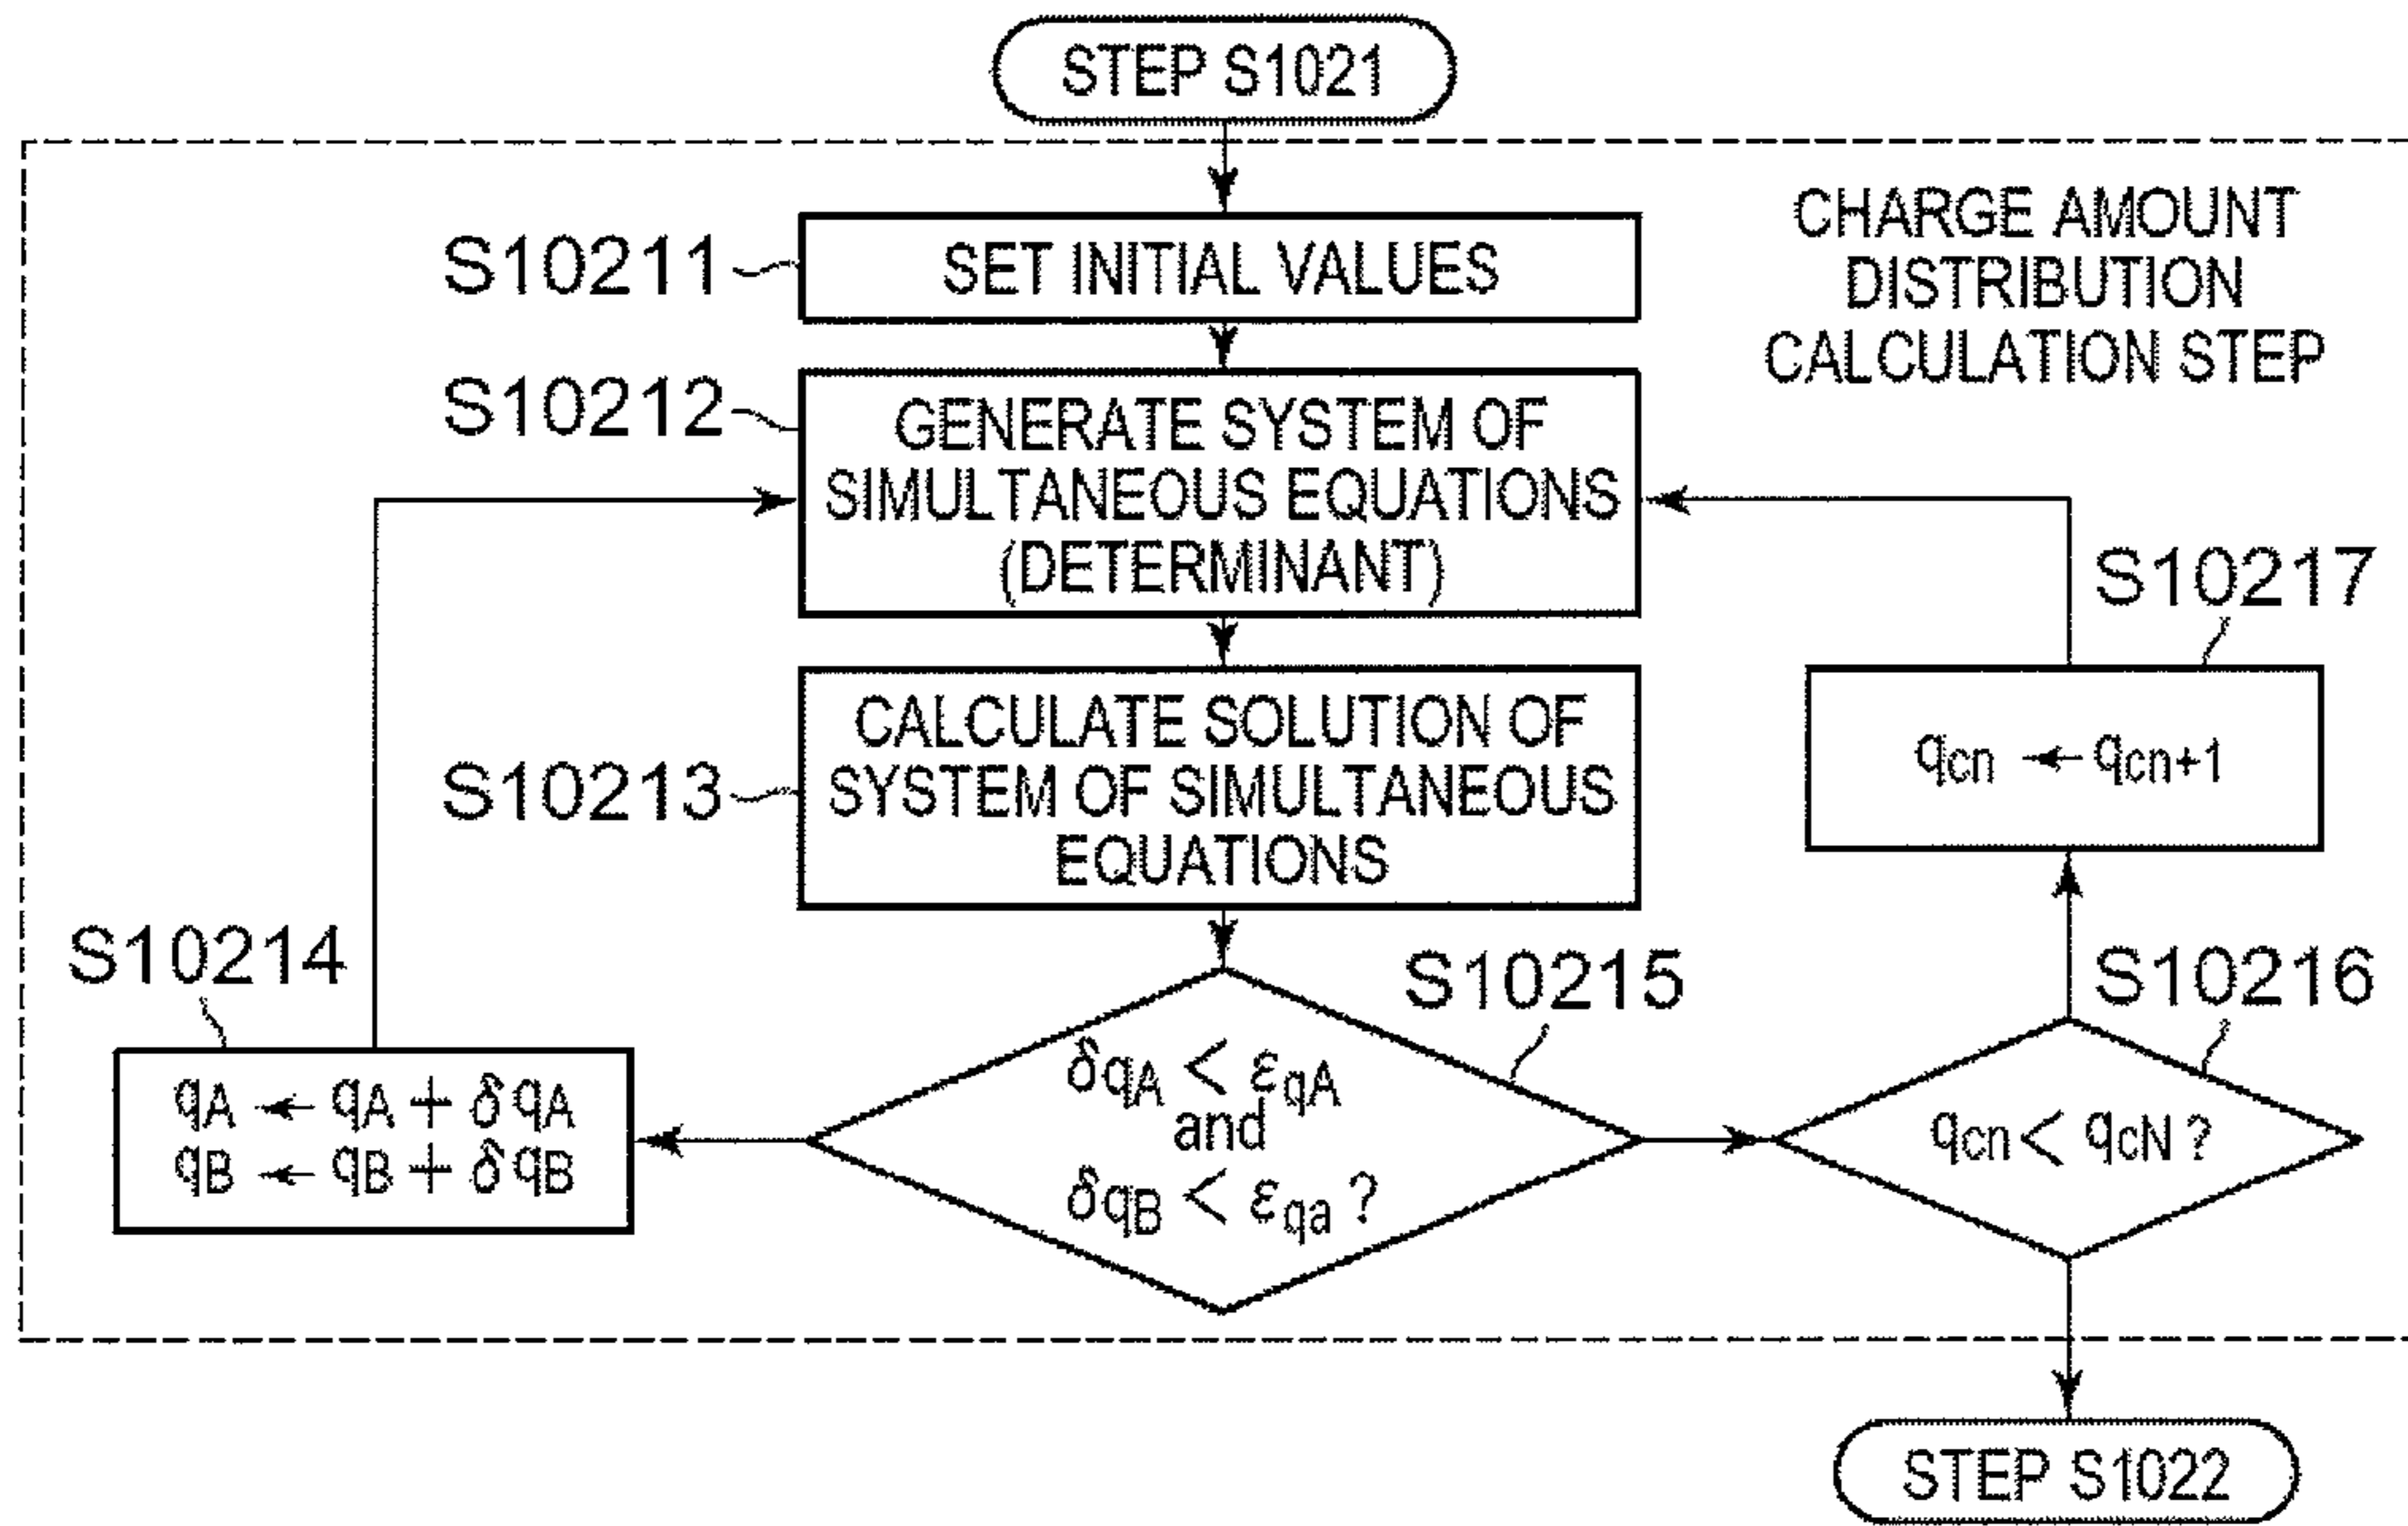 STEP S1021
CHARGE AMOUNT
DISTRIBUTION
CALCULATION STEP
S10211
SET INITIAL VALUES
S10212
GENERATE SYSTEM OF
SIMULTANEOUS EQUATIONS
(DETERMINANT)
S10213
CALCULATE SOLUTION OF
SYSTEM OF SIMULTANEOUS
EQUATIONS
S10214
qA ← qA + δqA
qB ← qB + δqB
S10215
δqA < εqA
and
δqB < εqa ?
S10216
qcn < qcN ?
S10217
qcn ← qcn+1
STEP S1022